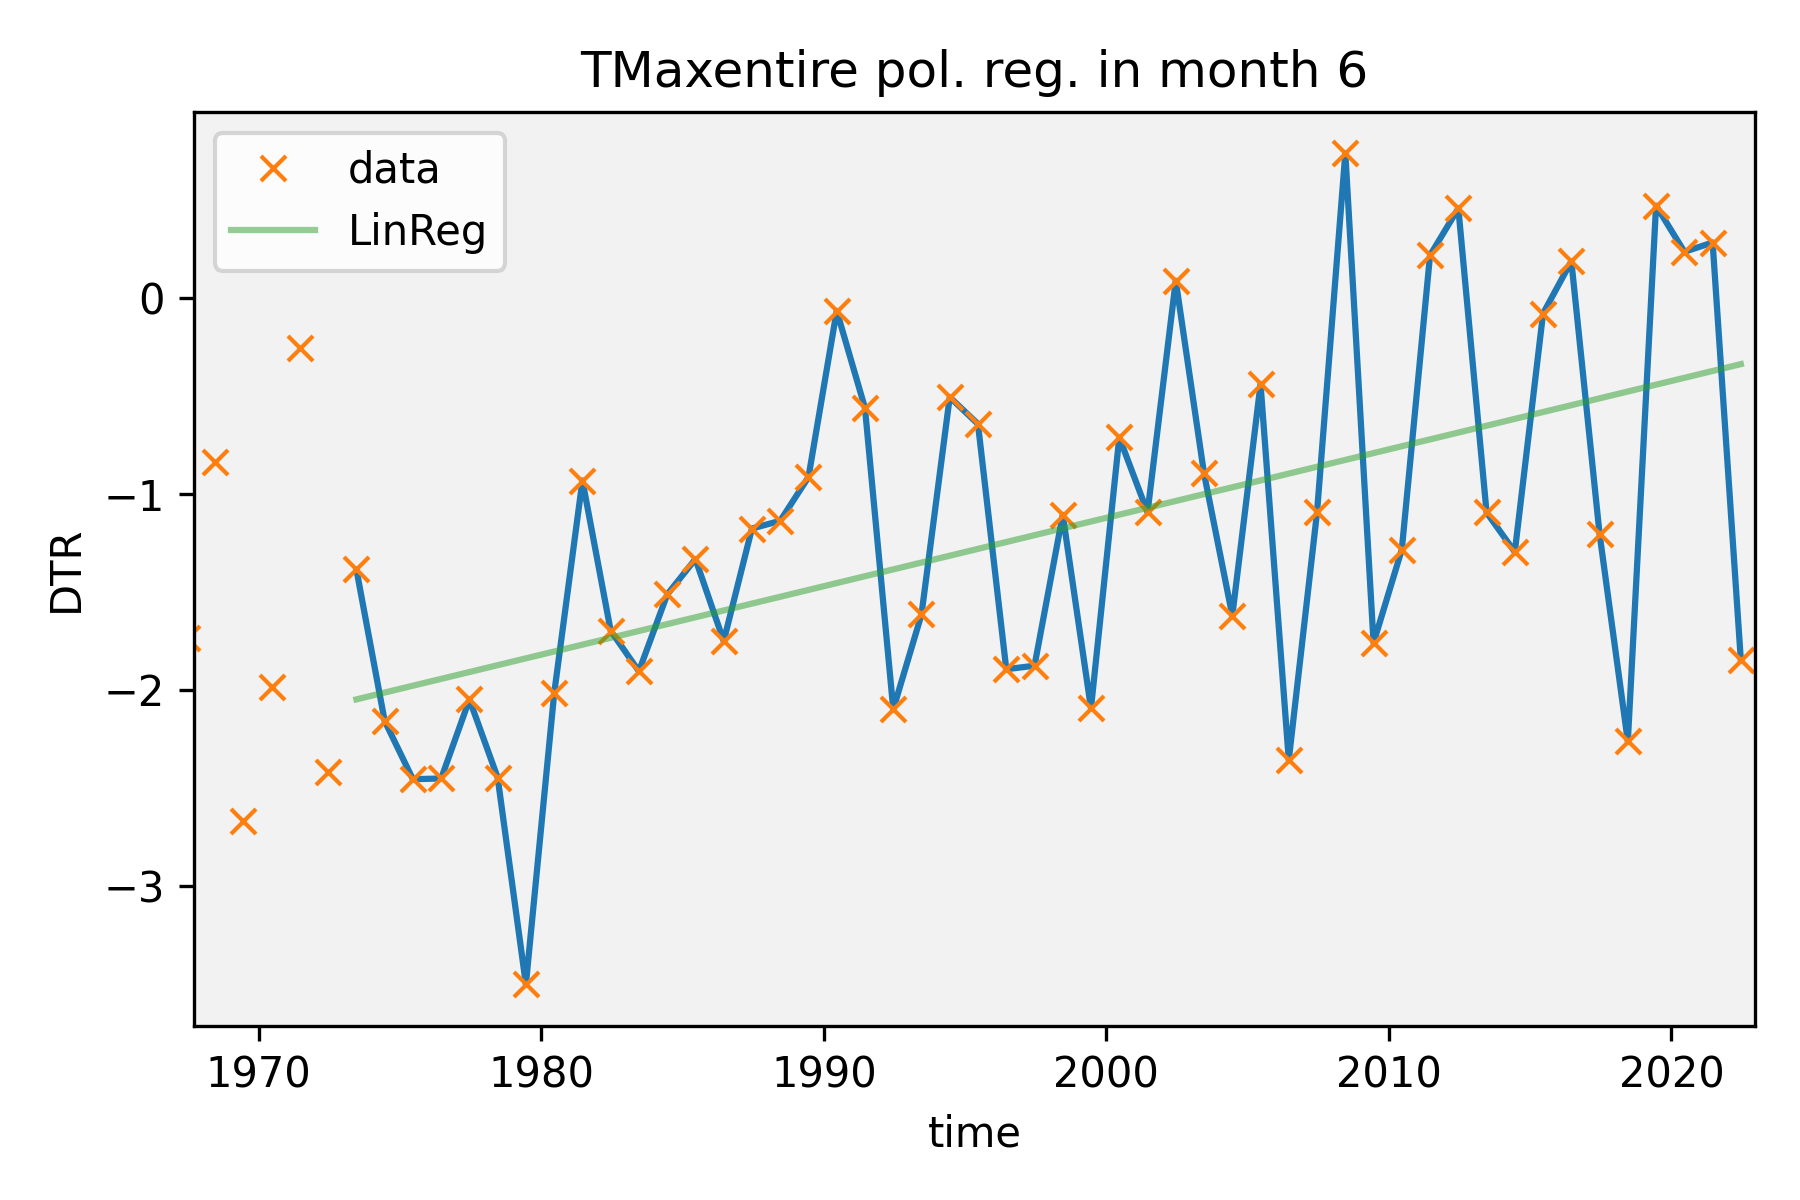 TMaxentire pol. reg. in month 6
data
LinReg
DTR
0
−1
−2
−3
1970 1980 1990 2000 2010 2020
time